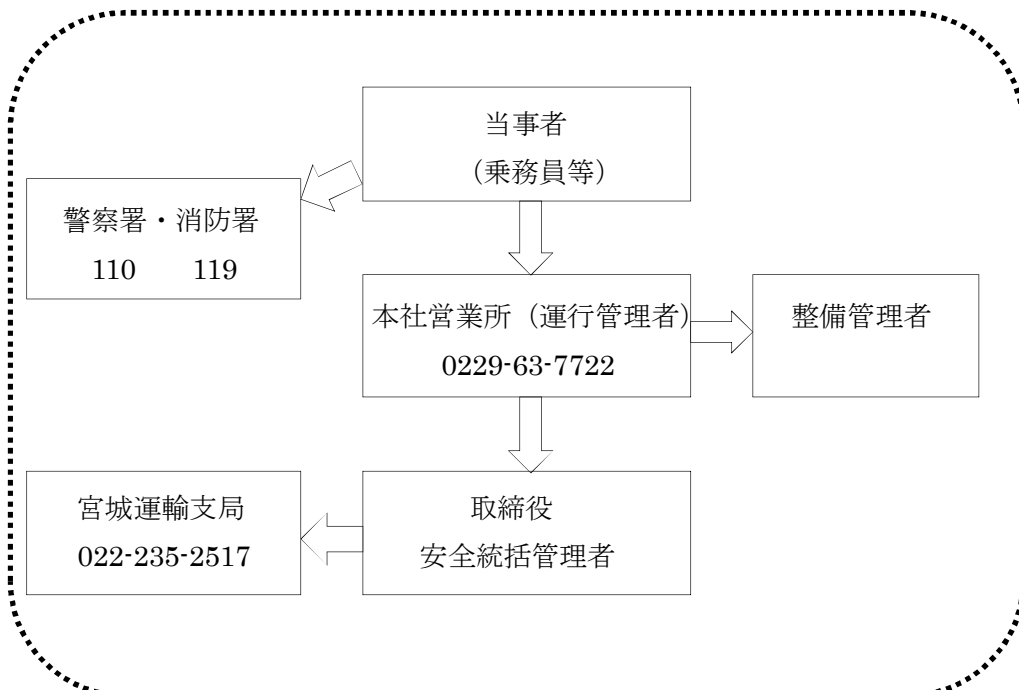 当事者
(乗務員等)
警察署・消防署
110 119
本社営業所（運行管理者)
0229-63-7722
整備管理者
宮城運輸支局
022-235-2517
取締役
安全統括管理者